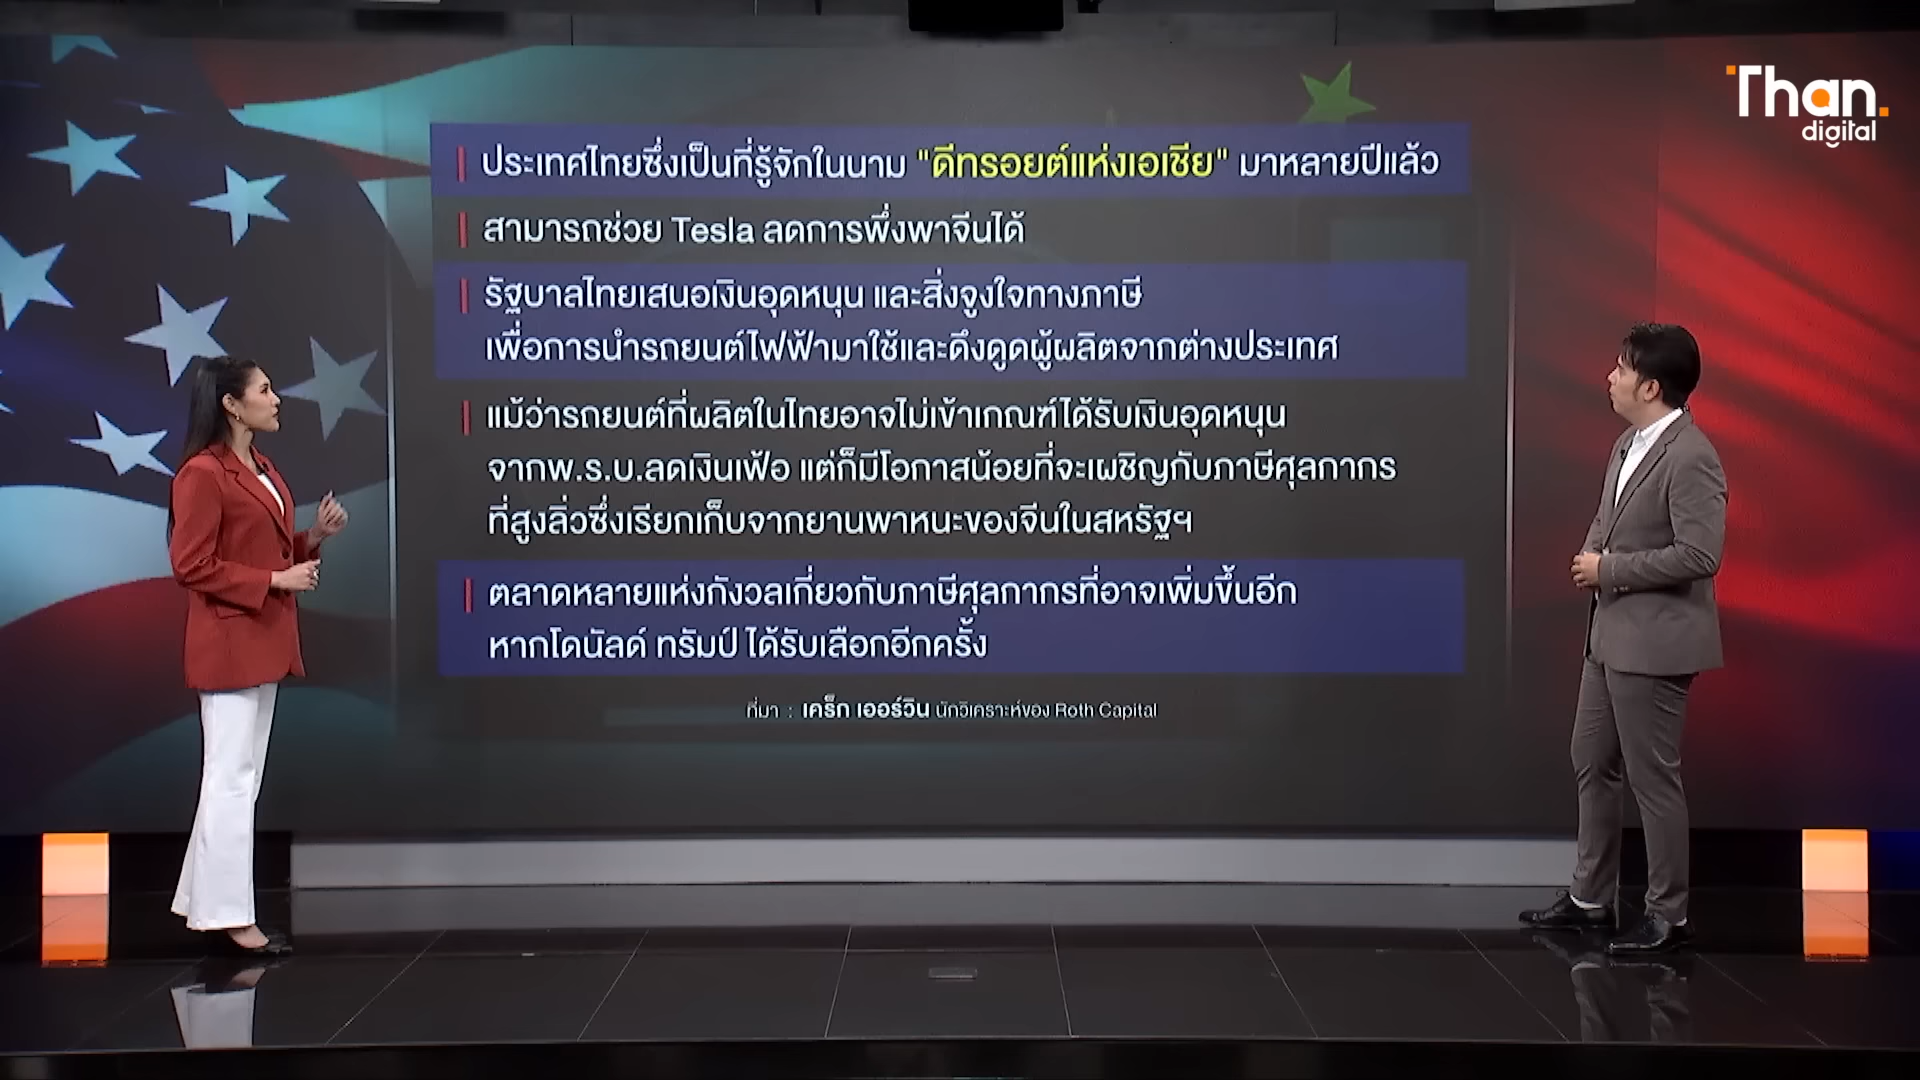 Than.
digital
ประเทศไทยซึ่งเป็นที่รู้จักในนาม "ดีทรอยต์แห่งเอเชีย" มาหลายปีแล้ว
สามารถช่วย Tesla ลดการพึ่งพาจีนได้
รัฐบาลไทยเสนอเงินอุดหนุน และสิ่งจูงใจทางภาษี
เพื่อการนำรถยนต์ไฟฟ้ามาใช้และดึงดูดผู้ผลิตจากต่างประเทศ
แม้ว่ารถยนต์ที่ผลิตในไทยอาจไม่เข้าเกณฑ์ได้รับเงินอุดหนุน
จากพ.ร.บ.ลดเงินเฟ้อ แต่ก็มีโอกาสน้อยที่จะเผชิญกับภาษีศุลกากร
ที่สูงลิ่วซึ่งเรียกเก็บจากยานพาหนะของจีนในสหรัฐฯ
ตลาดหลายแห่งกังวลเกี่ยวกับภาษีศุลกากรที่อาจเพิ่มขึ้นอีก
หากโดนัลด์ ทรัมป์ ได้รับเลือกอีกครั้ง
ที่มา : เคร็ก เออร์วิน นักวิเคราะห์ของ Roth Capital